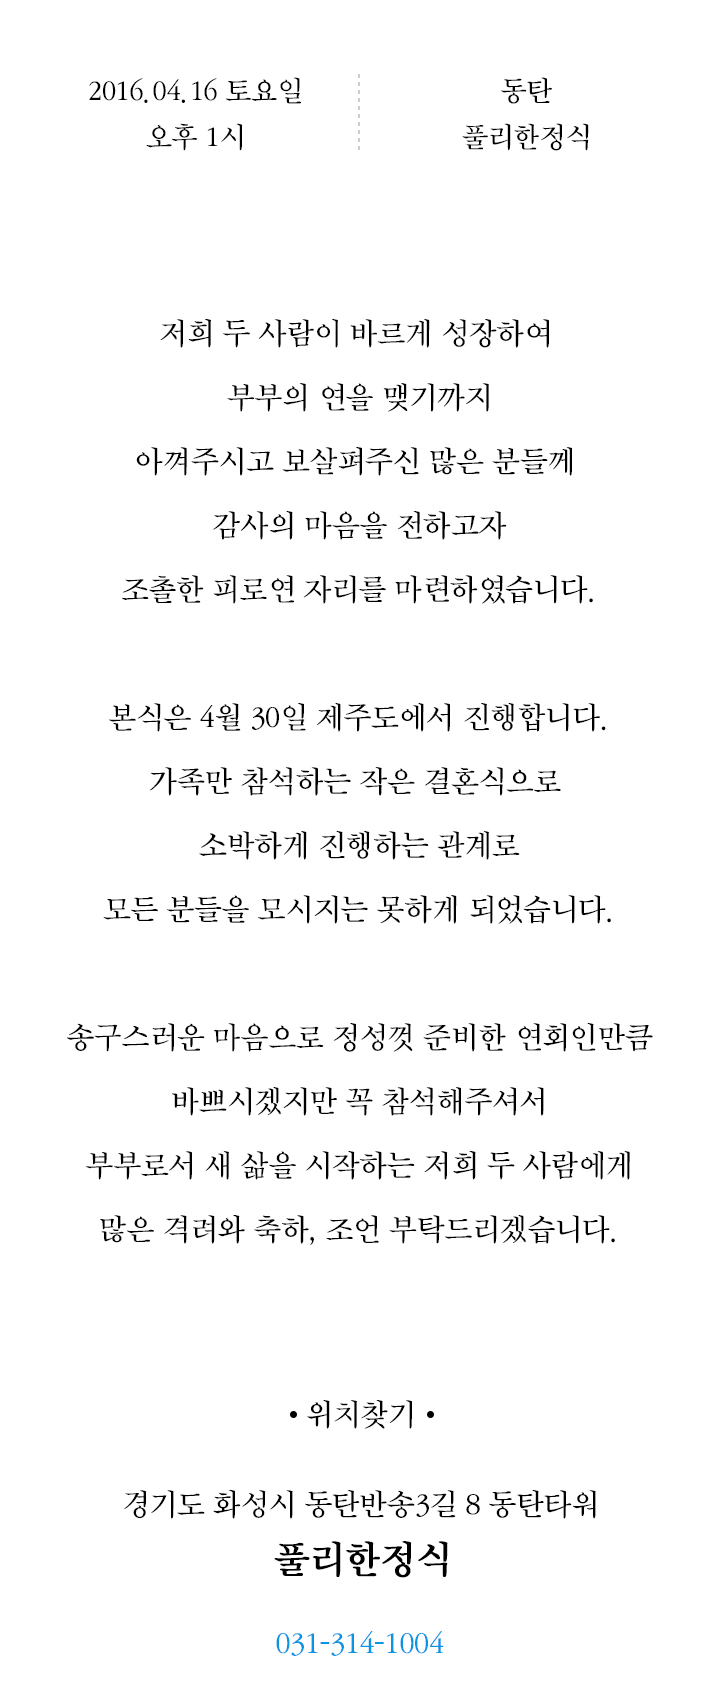 2016.04.16 토요일
오후 1시
동탄
풀리한정식
저희 두 사람이 바르게 성장하여
부부의 연을 맺기까지
아껴주시고 보살펴주신 많은 분들께
감사의 마음을 전하고자
조촐한 피로연 자리를 마련하였습니다.
본식은 4월 30일 제주도에서 진행합니다.
가족만 참석하는 작은 결혼식으로
소박하게 진행하는 관계로
모든 분들을 모시지는 못하게 되었습니다.
송구스러운 마음으로 정성껏 준비한 연회인만큼
바쁘시겠지만 꼭 참석해주셔서
부부로서 새 삶을 시작하는 저희 두 사람에게
많은 격려와 축하, 조언 부탁드리겠습니다.
• 위치찾기 •
경기도 화성시 동탄반송3길 8 동탄타워
풀리한정식
031-314-1004